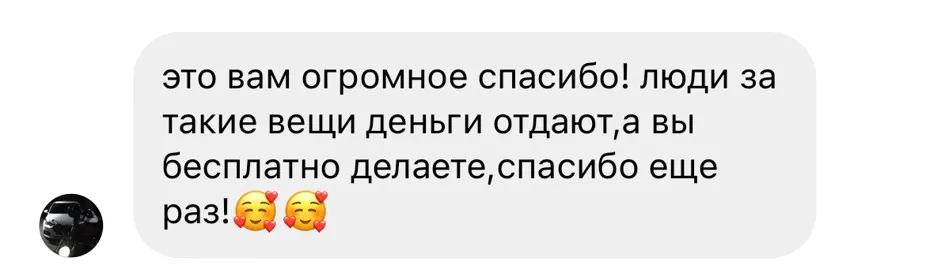 это вам огромное спасибо! люди за
такие вещи деньги отдают,а вы
бесплатно делаете,спасибо еще
раз!🥰🥰